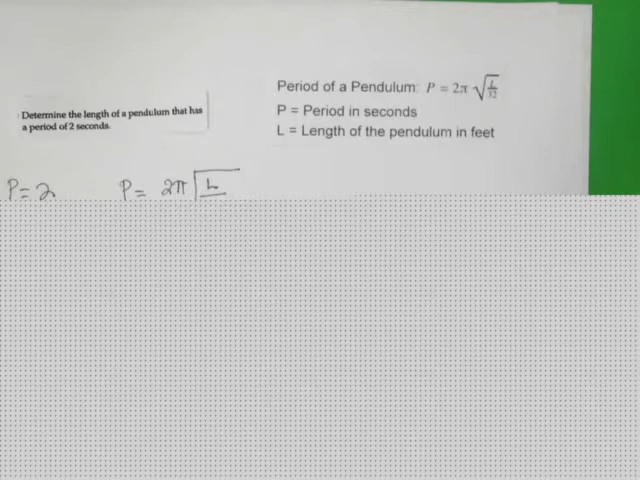 Period of a Pendulum: P = 2π √(L/32)
Determine the length of a pendulum that has
a period of 2 seconds.
P = Period in seconds
L = Length of the pendulum in feet
P = 2
P = 2π √L